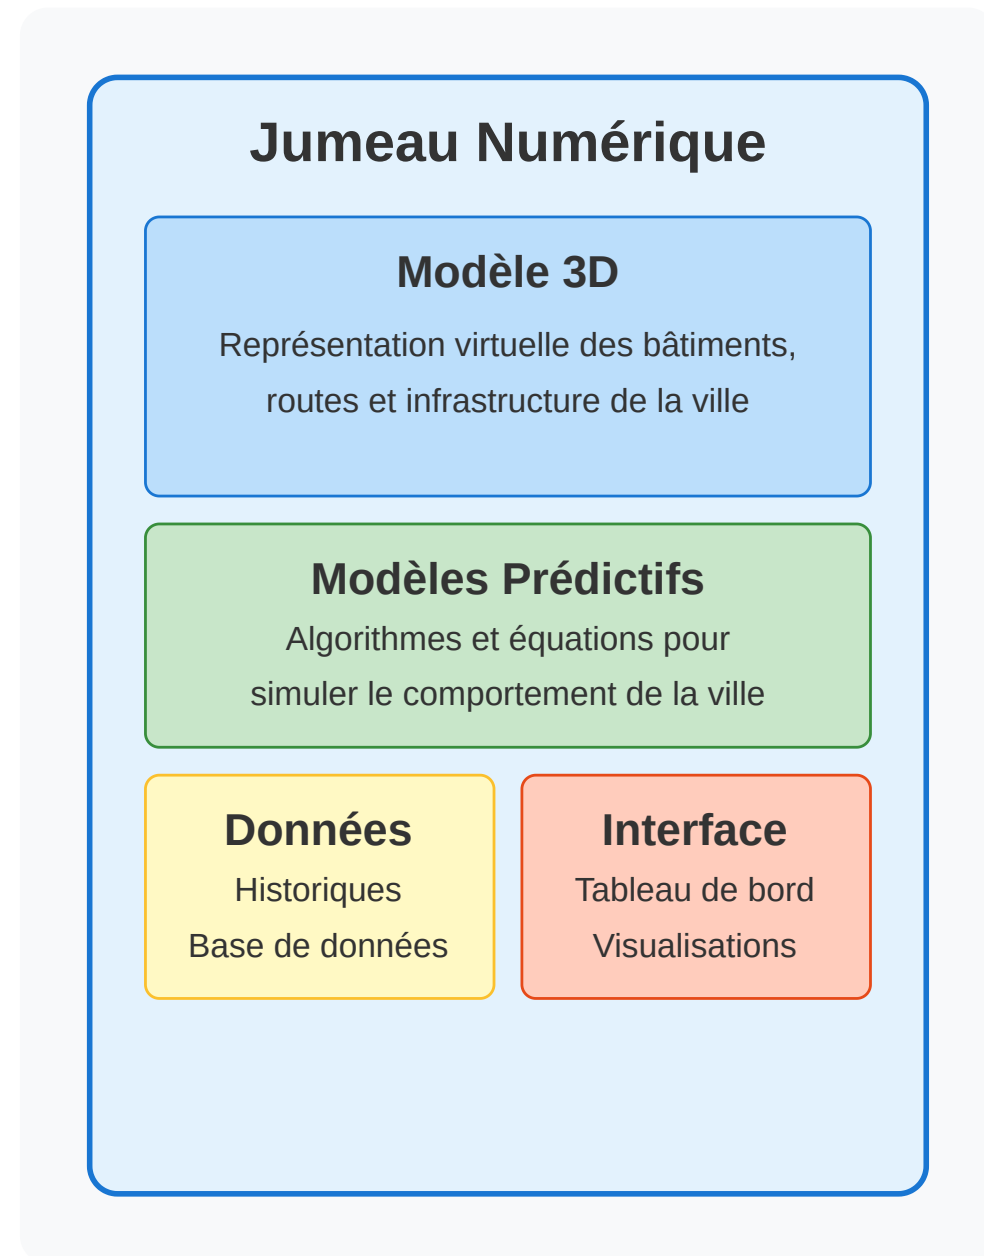 Jumeau Numérique
Modèle 3D
Représentation virtuelle des bâtiments,
routes et infrastructure de la ville
Modèles Prédictifs
Algorithmes et équations pour
simuler le comportement de la ville
Données
Historiques
Base de données
Interface
Tableau de bord
Visualisations